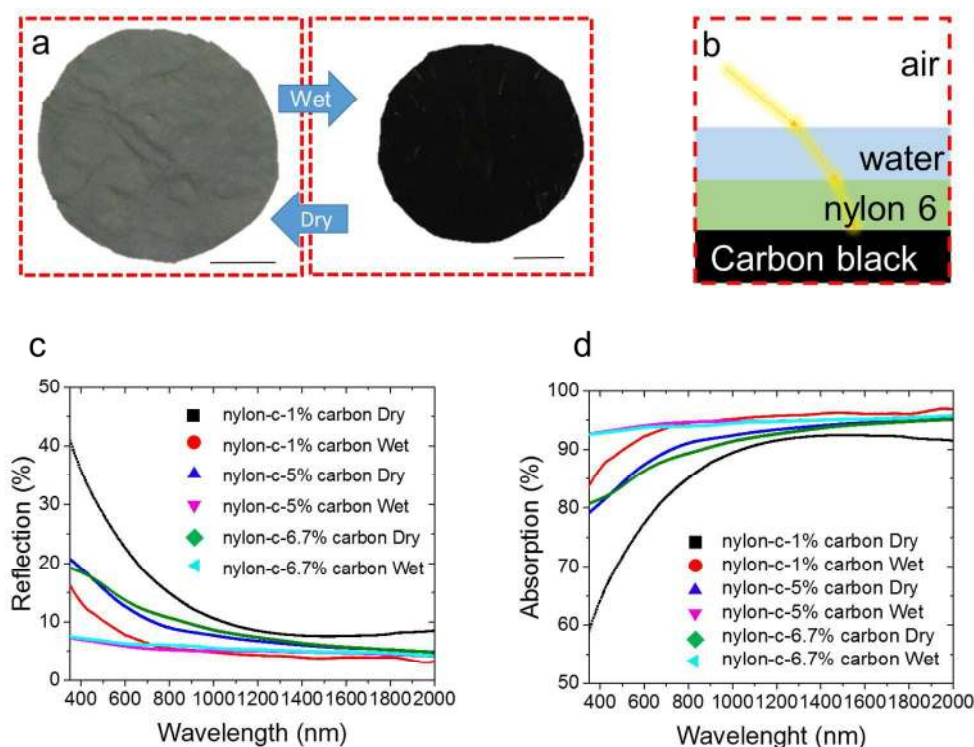 a
Wet
Dry
b
air
water
nylon 6
Carbon black
c
50
40
30
20
10
0
Reflection (%)
nylon-c-1% carbon Dry
nylon-c-1% carbon Wet
nylon-c-5% carbon Dry
nylon-c-5% carbon Wet
nylon-c-6.7% carbon Dry
nylon-c-6.7% carbon Wet
400 600 800 1000 1200 1400 1600 1800 2000
Wavelength (nm)
d
100
90
80
70
60
50
Absorption (%)
nylon-c-1% carbon Dry
nylon-c-1% carbon Wet
nylon-c-5% carbon Dry
nylon-c-5% carbon Wet
nylon-c-6.7% carbon Dry
nylon-c-6.7% carbon Wet
400 600 800 1000 1200 1400 1600 1800 2000
Wavelenght (nm)